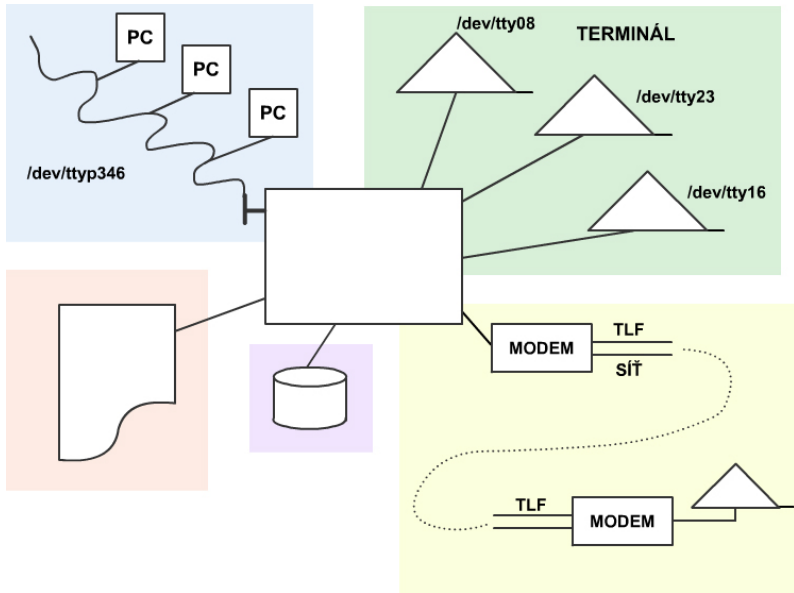 /dev/tty08
TERMINÁL
PC
PC
/dev/tty23
PC
/dev/ttyp346
/dev/tty16
TLF
MODEM
SÍŤ
TLF
MODEM